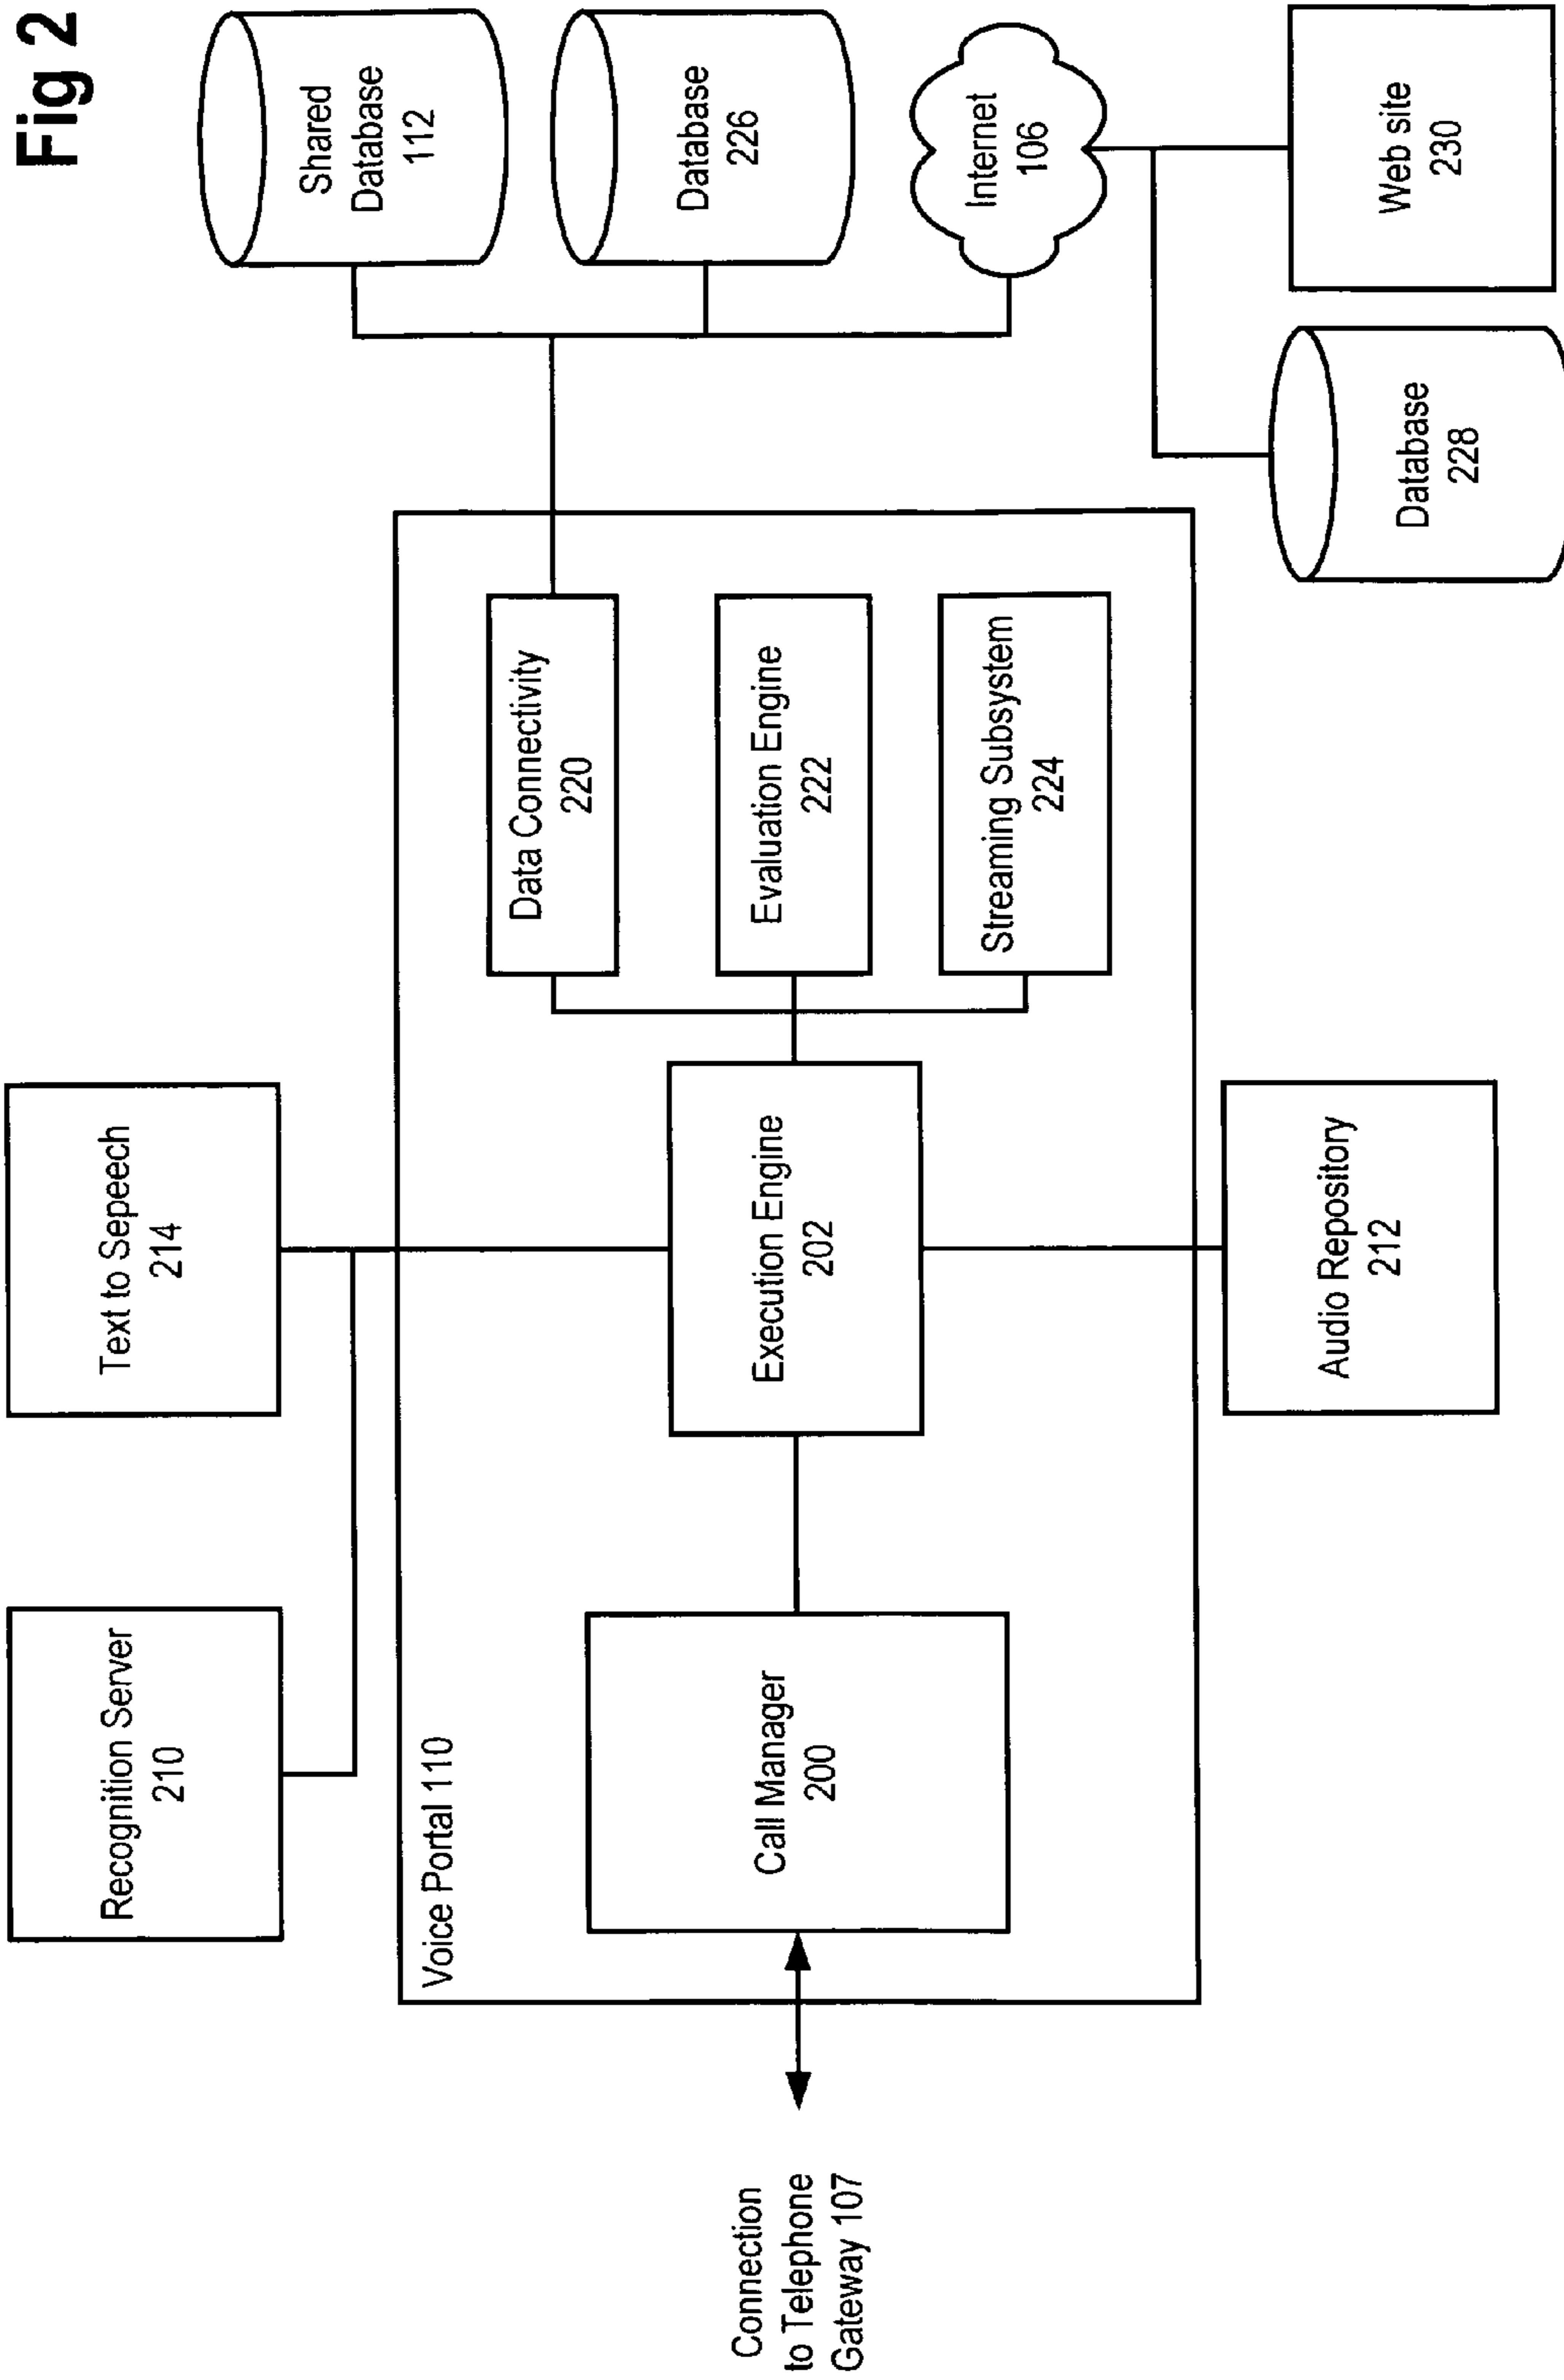 Fig 2
Recognition Server
210
Text to Sepeech
214
Shared
Database
112
Voice Portal 110
Data Connectivity
220
Database
226
Connection
to Telephone
Gateway 107
Call Manager
200
Execution Engine
202
Evaluation Engine
222
Streaming Subsystem
224
Internet
106
Audio Repository
212
Database
228
Web site
230